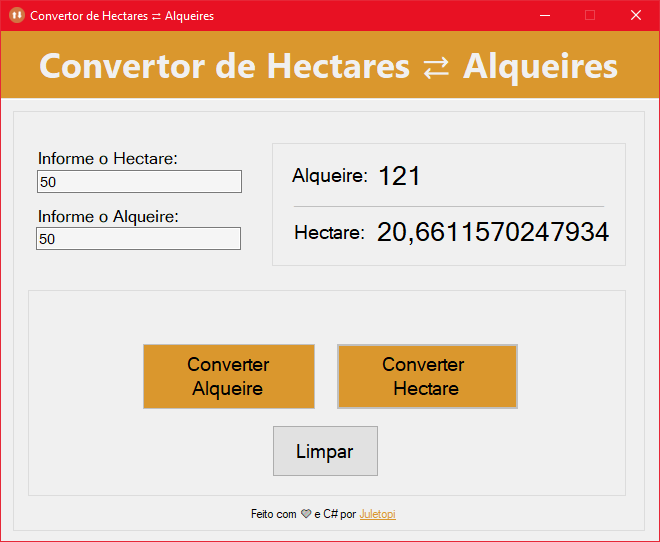 Convertor de Hectares ⇄ Alqueires
Convertor de Hectares ⇄ Alqueires
Informe o Hectare:
50
Informe o Alqueire:
50
Alqueire: 121
Hectare: 20,6611570247934
Converter
Alqueire
Converter
Hectare
Limpar
Feito com ♡ e C# por Juletopi